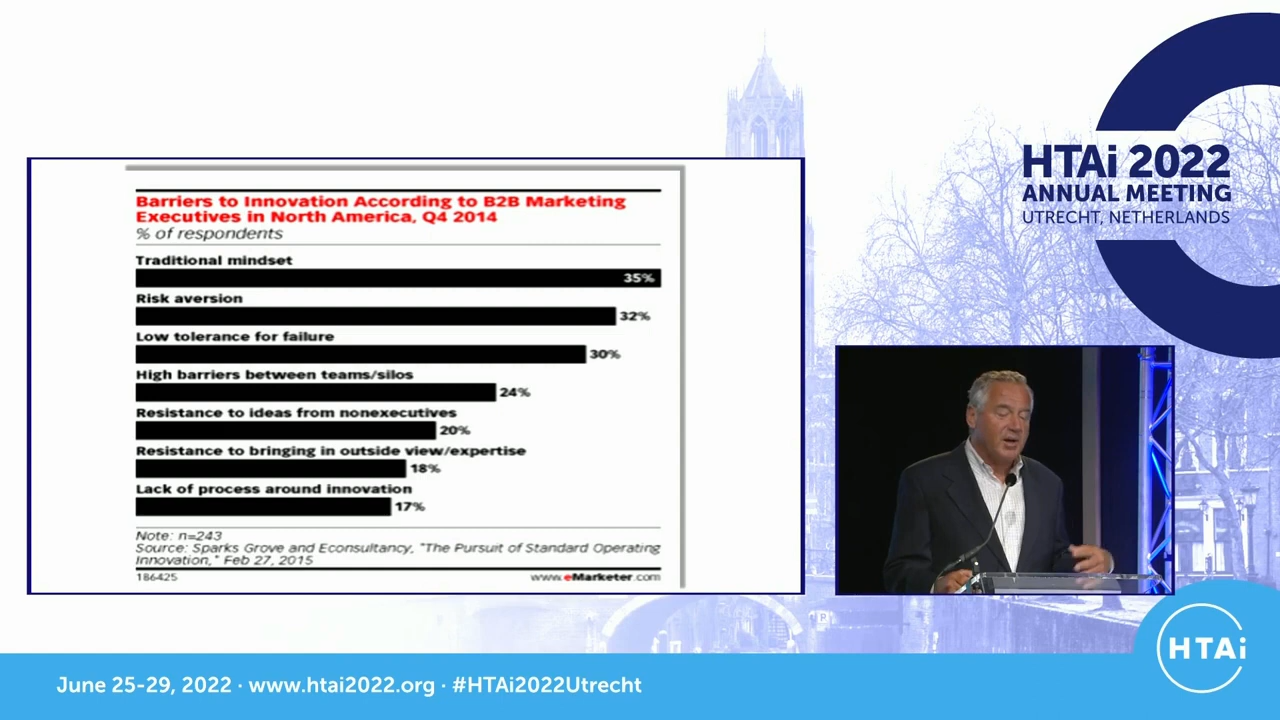 Barriers to Innovation According to B2B Marketing
Executives in North America, Q4 2014
% of respondents
Traditional mindset
35%
Risk aversion
32%
Low tolerance for failure
30%
High barriers between teams/silos
24%
Resistance to ideas from nonexecutives
20%
Resistance to bringing in outside view/expertise
18%
Lack of process around innovation
17%
Note: n=243
Source: Sparks Grove and Econsultancy, "The Pursuit of Standard Operating
Innovation," Feb 27, 2015
186425
www.eMarketer.com
HTAi 2022
ANNUAL MEETING
UTRECHT, NETHERLANDS
R
HTAi
June 25-29, 2022 · www.htai2022.org · #HTAi2022Utrecht